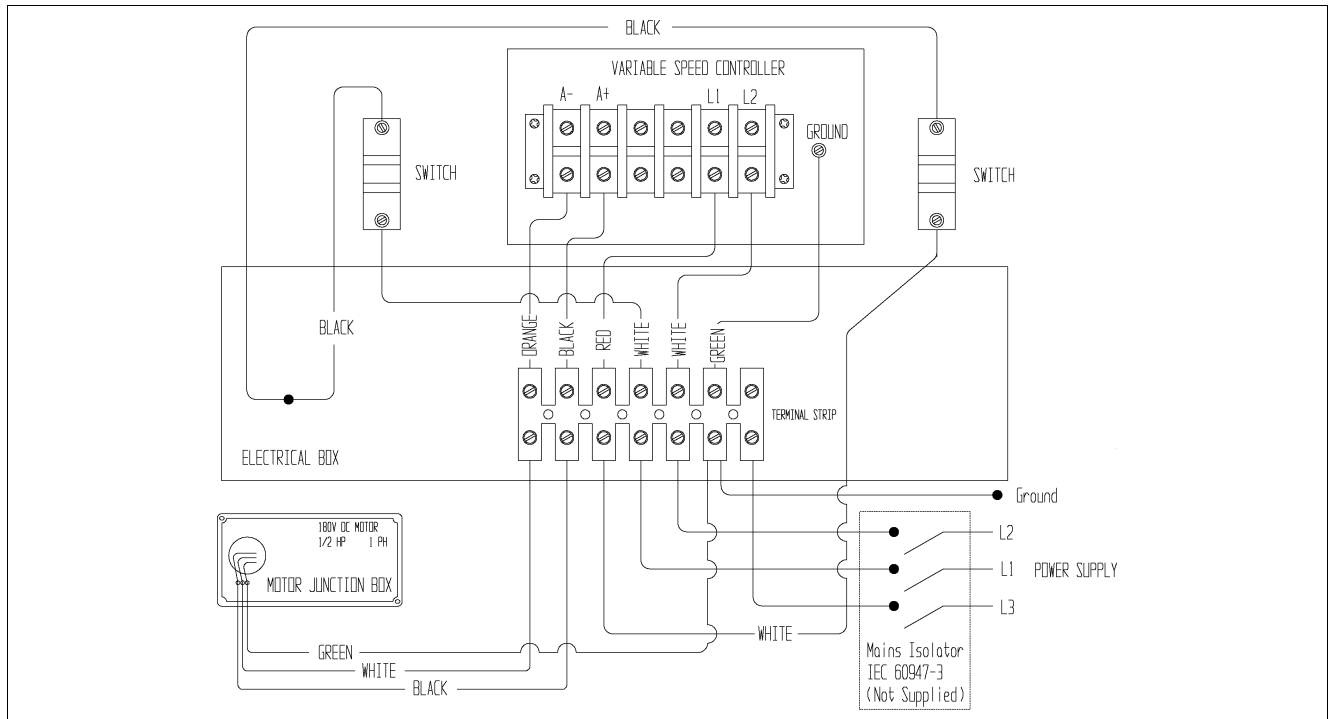 BLACK
VARIABLE SPEED CONTROLLER
A- A+ L1 L2
GROUND
SWITCH
SWITCH
BLACK
ORANGE
BLACK
RED
WHITE
WHITE
GREEN
TERMINAL STRIP
ELECTRICAL BOX
Ground
180V DC MOTOR
1/2 HP 1 PH
MOTOR JUNCTION BOX
L2
L1 POWER SUPPLY
L3
WHITE
GREEN
WHITE
BLACK
Mains Isolator
IEC 60947-3
(Not Supplied)